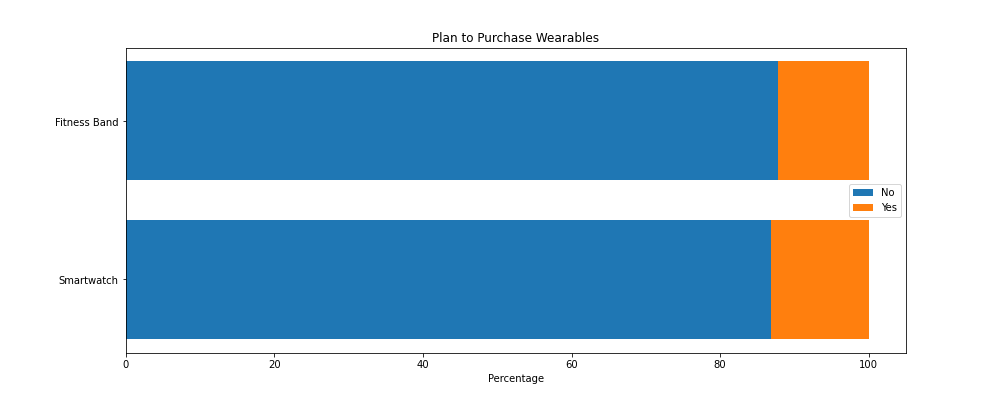 Plan to Purchase Wearables
Fitness Band
No
Yes
Smartwatch
0 20 40 60 80 100
Percentage